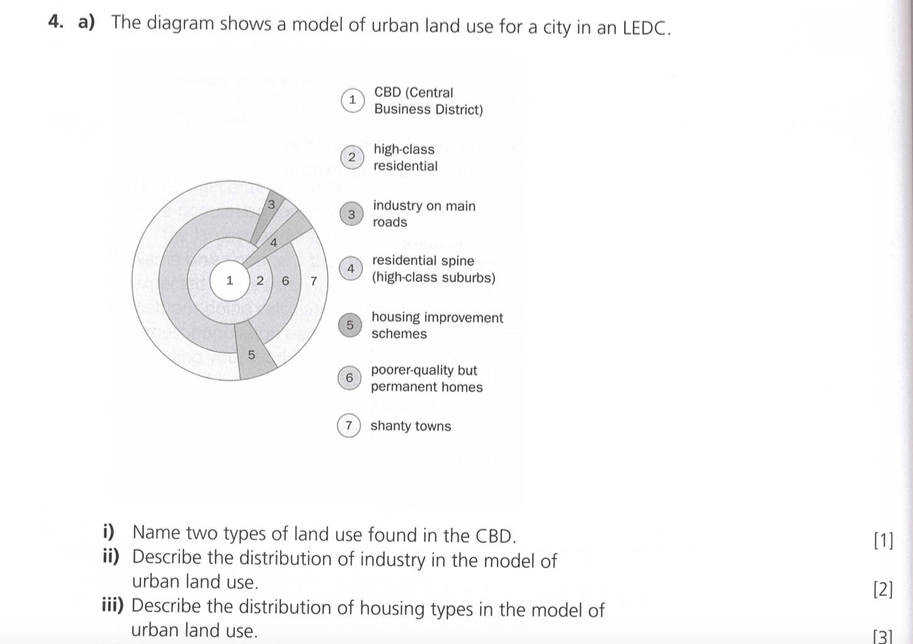 4. a) The diagram shows a model of urban land use for a city in an LEDC.
1 CBD (Central
Business District)
2 high-class
residential
3 industry on main
roads
4 residential spine
(high-class suburbs)
5 housing improvement
schemes
6 poorer-quality but
permanent homes
7 shanty towns
3
4
1 2 6 7
5
i) Name two types of land use found in the CBD. [1]
ii) Describe the distribution of industry in the model of
urban land use. [2]
iii) Describe the distribution of housing types in the model of
urban land use. [3]